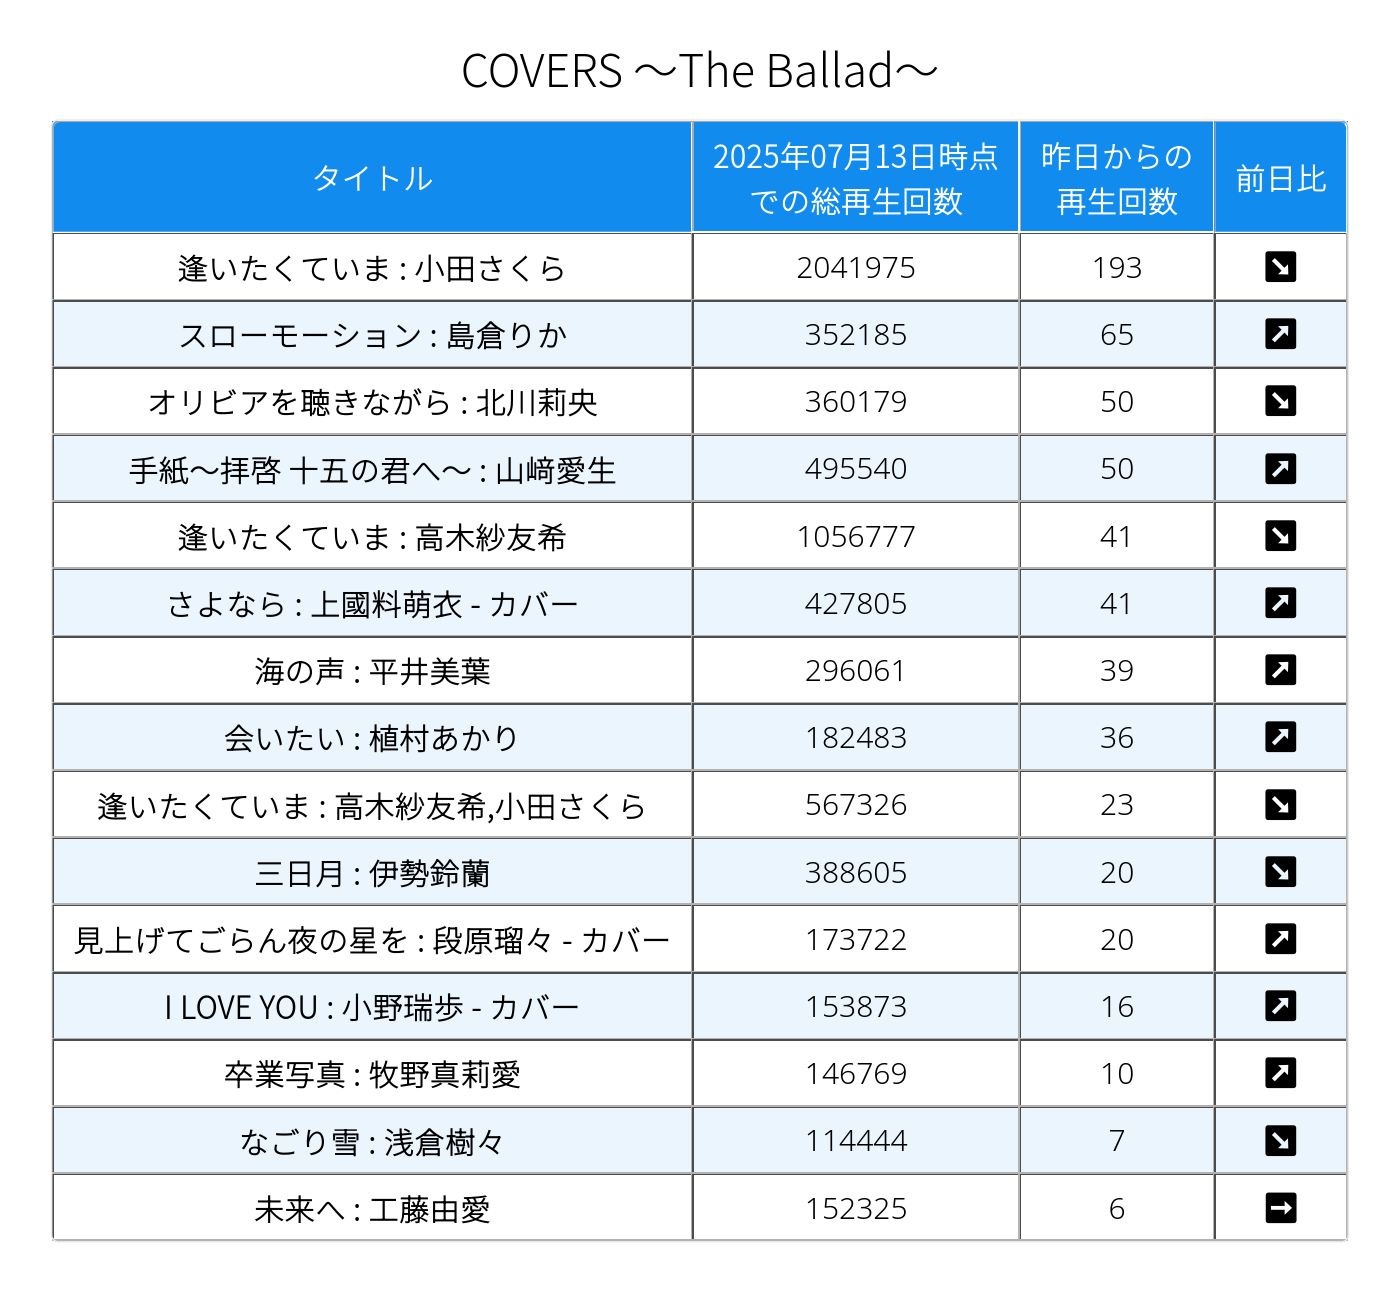 COVERS ～The Ballad～
タイトル 2025年07月13日時点での総再生回数 昨日からの再生回数 前日比
逢いたくていま : 小田さくら 2041975 193 ↘
スローモーション : 島倉りか 352185 65 ↗
オリビアを聴きながら : 北川莉央 360179 50 ↘
手紙～拝啓 十五の君へ～ : 山﨑愛生 495540 50 ↗
逢いたくていま : 高木紗友希 1056777 41 ↘
さよなら : 上國料萌衣 - カバー 427805 41 ↗
海の声 : 平井美葉 296061 39 ↗
会いたい : 植村あかり 182483 36 ↗
逢いたくていま : 高木紗友希,小田さくら 567326 23 ↘
三日月 : 伊勢鈴蘭 388605 20 ↘
見上げてごらん夜の星を : 段原瑠々 - カバー 173722 20 ↗
I LOVE YOU : 小野瑞歩 - カバー 153873 16 ↗
卒業写真 : 牧野真莉愛 146769 10 ↗
なごり雪 : 浅倉樹々 114444 7 ↘
未来へ : 工藤由愛 152325 6 →